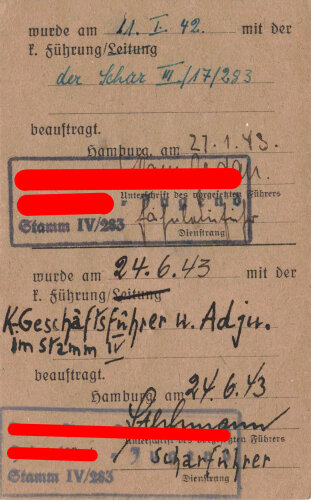 wurde am 11. I. 42. mit der
k. Führung/Leitung
der Schar III/17/283
beauftragt.
Hamburg, am 27.1.43.
Unterschrift des vorgesetzten Führers
Stamm IV/283
Dienstrang
wurde am 24.6.43 mit der
k. Führung/Leitung
K.Geschäftsführer u. Adju.
im Stamm IV
beauftragt.
Hamburg, am 24.6.43
Unterschrift des vorgesetzten Führers
Scharführer
Stamm IV/283
Dienstrang